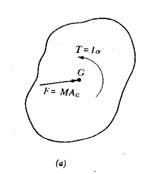 T = Iα
G
F = MA_G
(a)